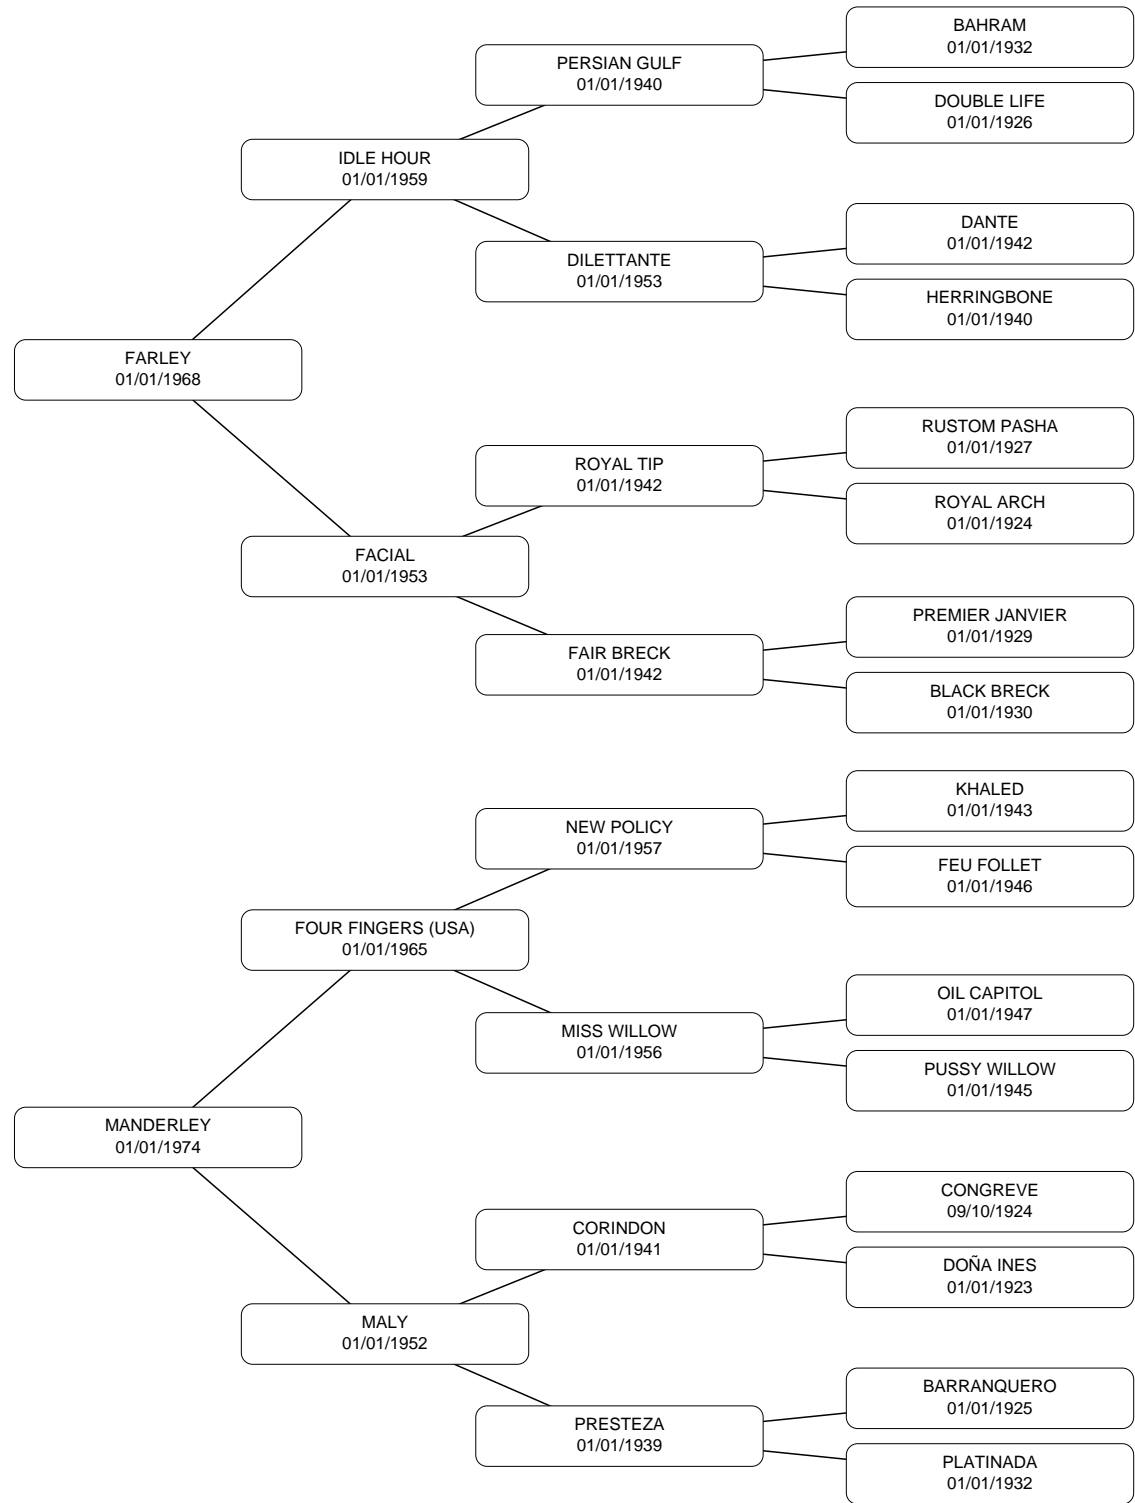 BAHRAM
01/01/1932
PERSIAN GULF
01/01/1940
DOUBLE LIFE
01/01/1926
IDLE HOUR
01/01/1959
DANTE
01/01/1942
DILETTANTE
01/01/1953
HERRINGBONE
01/01/1940
FARLEY
01/01/1968
RUSTOM PASHA
01/01/1927
ROYAL TIP
01/01/1942
ROYAL ARCH
01/01/1924
FACIAL
01/01/1953
PREMIER JANVIER
01/01/1929
FAIR BRECK
01/01/1942
BLACK BRECK
01/01/1930
KHALED
01/01/1943
NEW POLICY
01/01/1957
FEU FOLLET
01/01/1946
FOUR FINGERS (USA)
01/01/1965
OIL CAPITOL
01/01/1947
MISS WILLOW
01/01/1956
PUSSY WILLOW
01/01/1945
MANDERLEY
01/01/1974
CONGREVE
09/10/1924
CORINDON
01/01/1941
DOÑA INES
01/01/1923
MALY
01/01/1952
BARRANQUERO
01/01/1925
PRESTEZA
01/01/1939
PLATINADA
01/01/1932